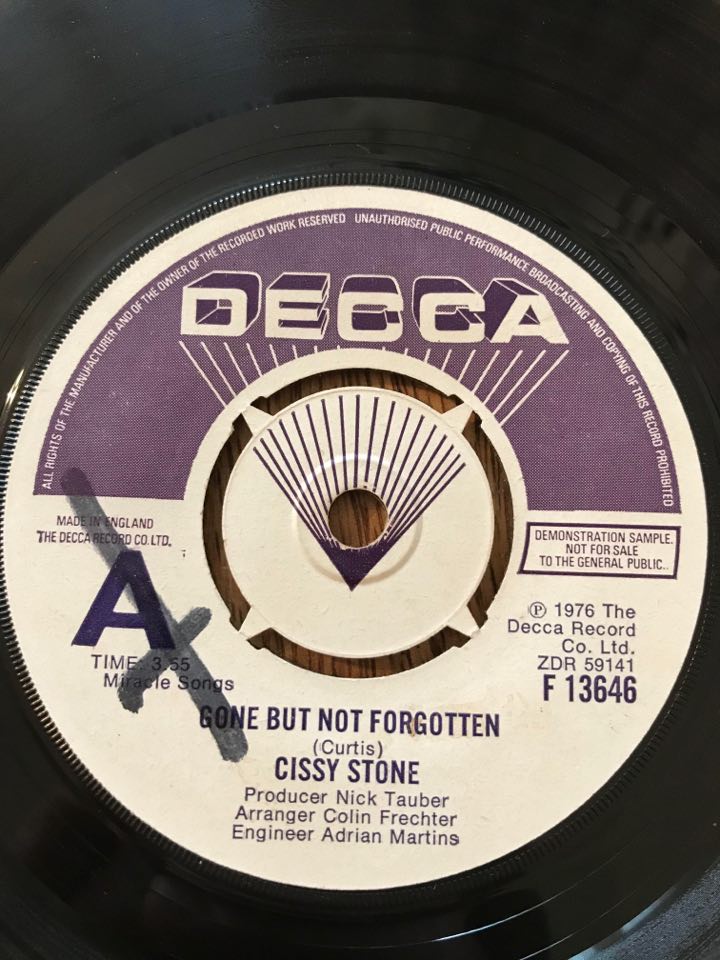 ALL RIGHTS OF THE MANUFACTURER AND OF THE OWNER OF THE RECORDED WORK RESERVED UNAUTHORISED PUBLIC PERFORMANCE BROADCASTING AND COPYING OF THIS RECORD PROHIBITED
DECCA
MADE IN ENGLAND
THE DECCA RECORD CO. LTD.
DEMONSTRATION SAMPLE.
NOT FOR SALE
TO THE GENERAL PUBLIC..
A
TIME: 3.55
Miracle Songs
℗ 1976 The
Decca Record
Co. Ltd.
ZDR 59141
F 13646
GONE BUT NOT FORGOTTEN
(Curtis)
CISSY STONE
Producer Nick Tauber
Arranger Colin Frechter
Engineer Adrian Martins